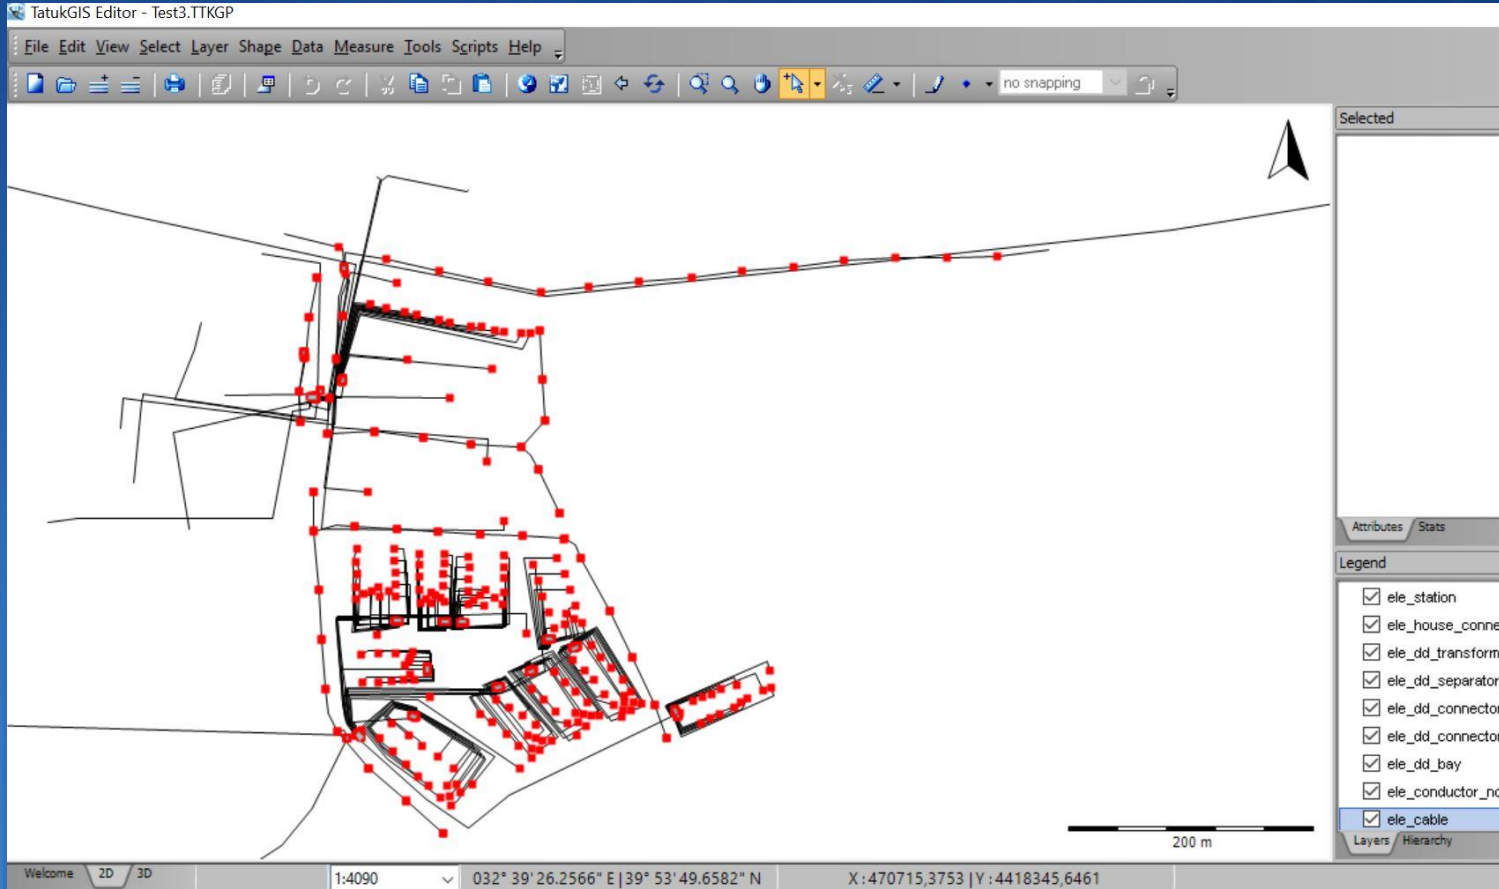 TatukGIS Editor - Test3.TTKGP
File Edit View Select Layer Shape Data Measure Tools Scripts Help
no snapping
Selected
Attributes Stats
Legend
ele_station
ele_house_conne
ele_dd_transform
ele_dd_separator
ele_dd_connector
ele_dd_connector
ele_dd_bay
ele_conductor_no
ele_cable
Layers Hierarchy
200 m
Welcome 2D 3D
1:4090
032° 39' 26.2566" E | 39° 53' 49.6582" N
X : 470715,3753 | Y : 4418345,6461